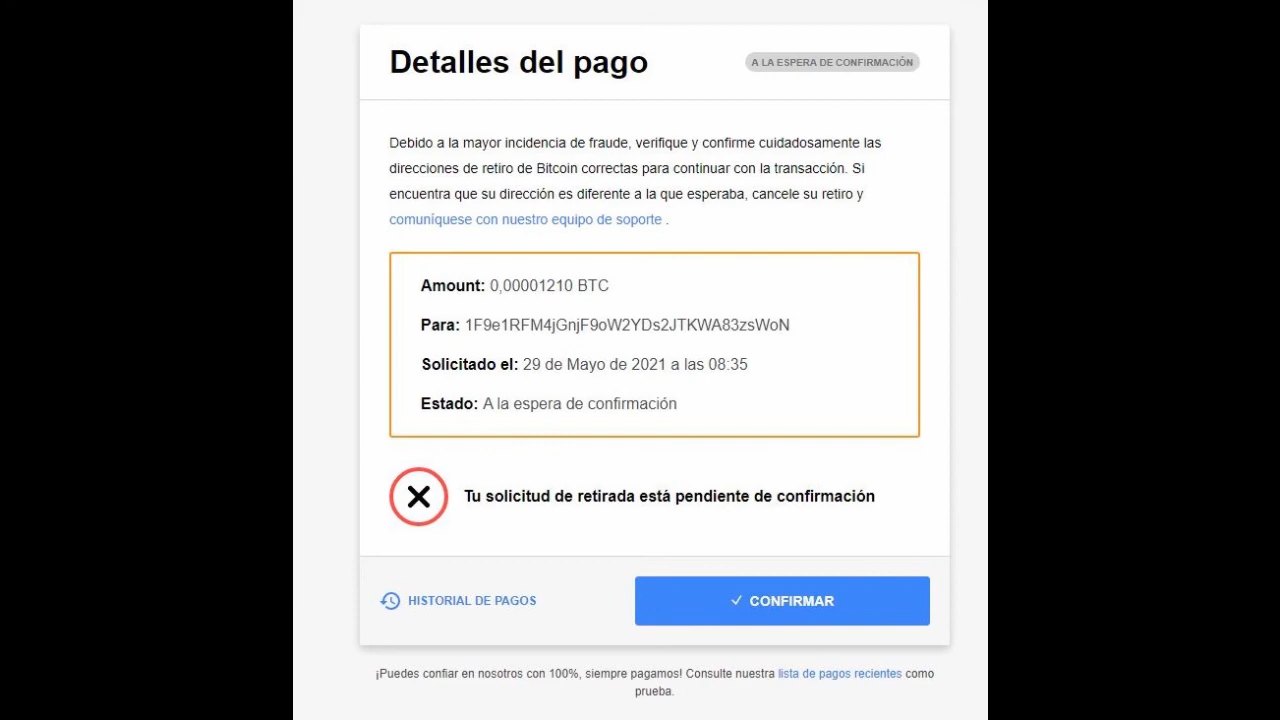 Detalles del pago
A LA ESPERA DE CONFIRMACIÓN
Debido a la mayor incidencia de fraude, verifique y confirme cuidadosamente las
direcciones de retiro de Bitcoin correctas para continuar con la transacción. Si
encuentra que su dirección es diferente a la que esperaba, cancele su retiro y
comuníquese con nuestro equipo de soporte .
Amount: 0,00001210 BTC
Para: 1F9e1RFM4jGnjF9oW2YDs2JTKWA83zsWoN
Solicitado el: 29 de Mayo de 2021 a las 08:35
Estado: A la espera de confirmación
Tu solicitud de retirada está pendiente de confirmación
HISTORIAL DE PAGOS
CONFIRMAR
¡Puedes confiar en nosotros con 100%, siempre pagamos! Consulte nuestra lista de pagos recientes como
prueba.